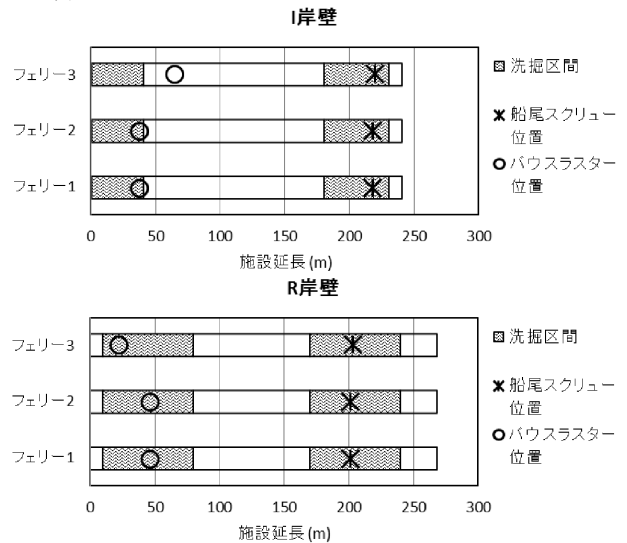 I岸壁
フェリー3
フェリー2
フェリー1
洗掘区間
船尾スクリュー
位置
バウスラスター
位置
0 50 100 150 200 250 300
施設延長(m)
R岸壁
フェリー3
フェリー2
フェリー1
洗掘区間
船尾スクリュー
位置
バウスラスター
位置
0 50 100 150 200 250 300
施設延長(m)